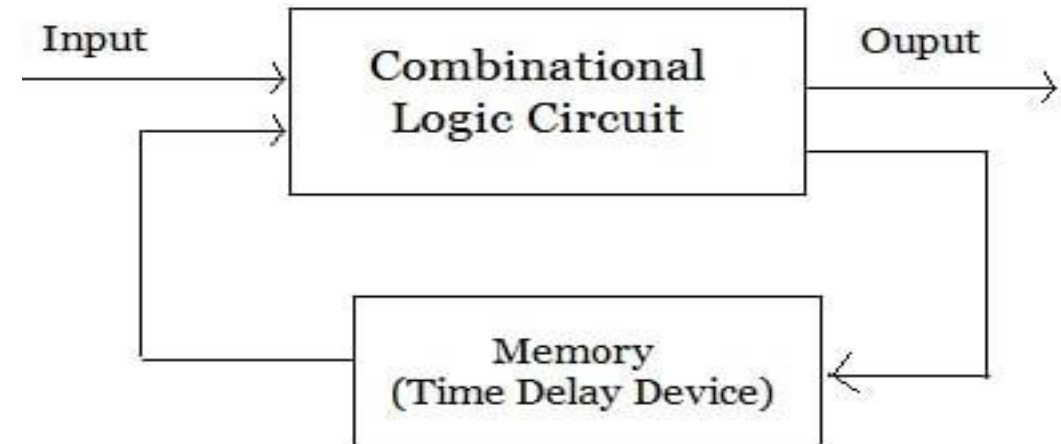 Input
Combinational
Logic Circuit
Ouput
Memory
(Time Delay Device)